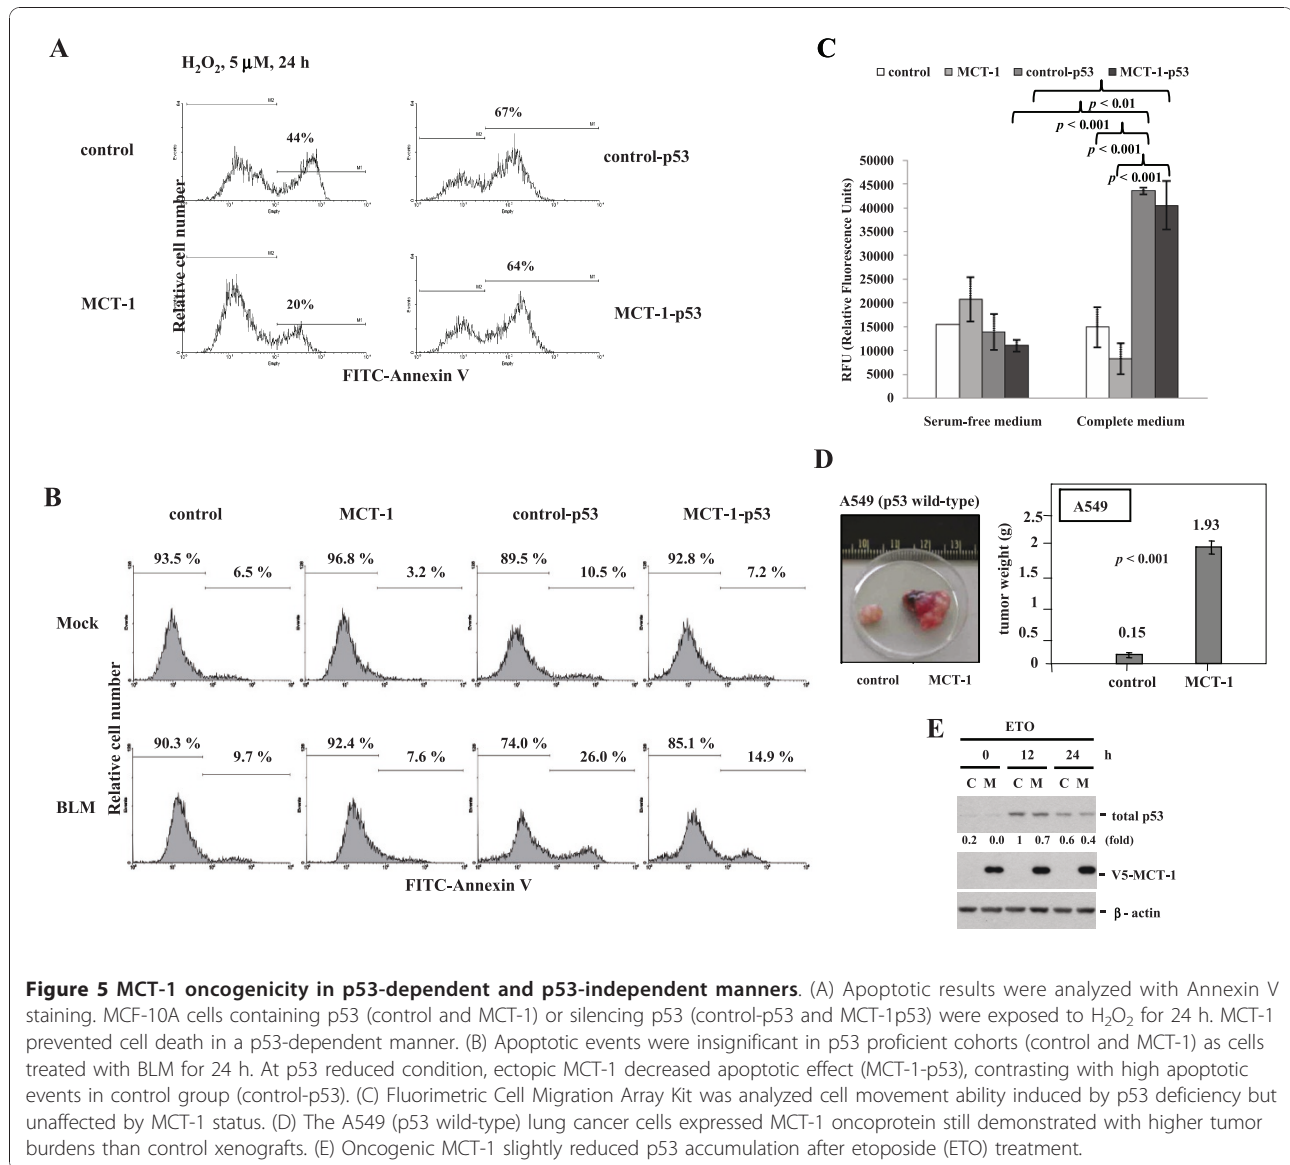 A
H2O2, 5 μM, 24 h
control
44%
M2
M1
67%
M2
M1
control-p53
MCT-1
20%
M2
M1
64%
M2
M1
MCT-1-p53
Relative cell number
Events
Empty
FITC-Annexin V
B
control MCT-1 control-p53 MCT-1-p53
Mock
93.5 % 6.5 %
96.8 % 3.2 %
89.5 % 10.5 %
92.8 % 7.2 %
BLM
90.3 % 9.7 %
92.4 % 7.6 %
74.0 % 26.0 %
85.1 % 14.9 %
Relative cell number
Events
FITC-Annexin V
C
control MCT-1 control-p53 MCT-1-p53
p < 0.01
p < 0.001
p < 0.001
p < 0.001
RFU (Relative Fluorescence Units)
50000
45000
40000
35000
30000
25000
20000
15000
10000
5000
0
Serum-free medium Complete medium
D
A549 (p53 wild-type)
10 11 12 13
control MCT-1
A549
tumor weight (g)
2.5
2
1.5
1
0.5
0
0.15
p < 0.001
1.93
control MCT-1
E
ETO
0 12 24 h
C M C M C M
total p53
0.2 0.0 1 0.7 0.6 0.4 (fold)
V5-MCT-1
β- actin
Figure 5 MCT-1 oncogenicity in p53-dependent and p53-independent manners. (A) Apoptotic results were analyzed with Annexin V
staining. MCF-10A cells containing p53 (control and MCT-1) or silencing p53 (control-p53 and MCT-1p53) were exposed to H2O2 for 24 h. MCT-1
prevented cell death in a p53-dependent manner. (B) Apoptotic events were insignificant in p53 proficient cohorts (control and MCT-1) as cells
treated with BLM for 24 h. At p53 reduced condition, ectopic MCT-1 decreased apoptotic effect (MCT-1-p53), contrasting with high apoptotic
events in control group (control-p53). (C) Fluorimetric Cell Migration Array Kit was analyzed cell movement ability induced by p53 deficiency but
unaffected by MCT-1 status. (D) The A549 (p53 wild-type) lung cancer cells expressed MCT-1 oncoprotein still demonstrated with higher tumor
burdens than control xenografts. (E) Oncogenic MCT-1 slightly reduced p53 accumulation after etoposide (ETO) treatment.